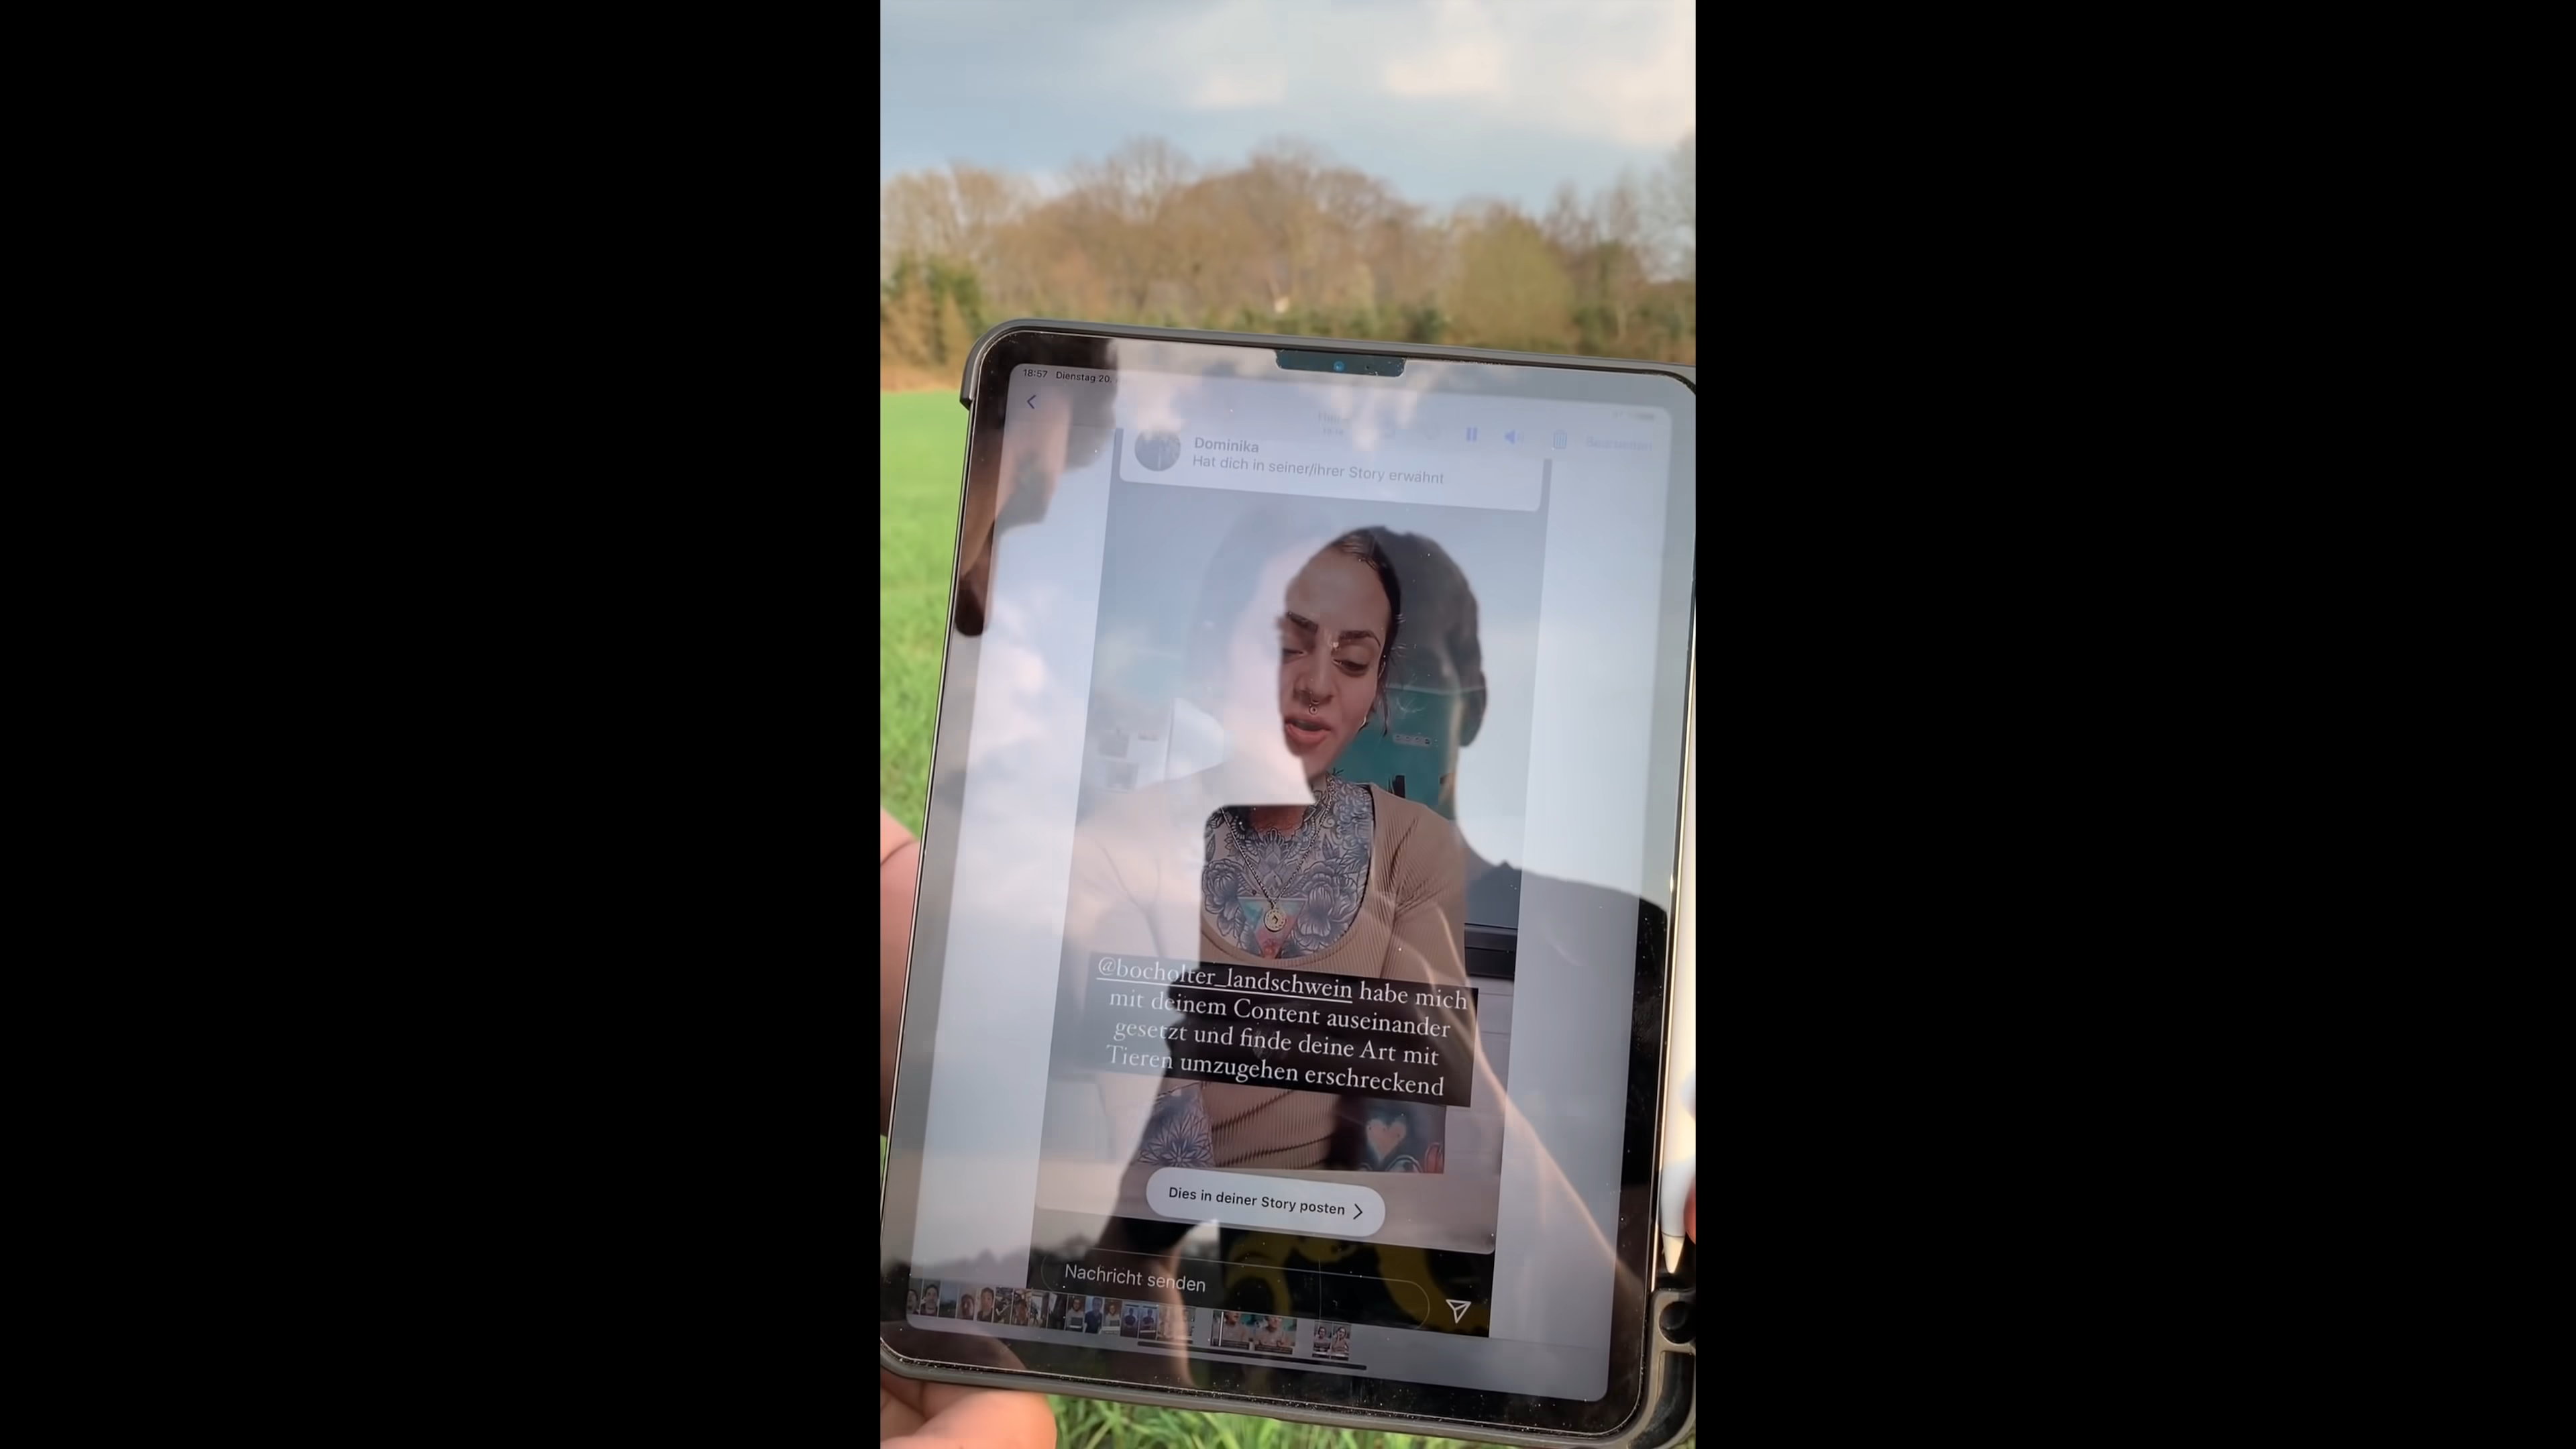 18:57 Dienstag 20.
Dominika
Hat dich in seiner/ihrer Story erwähnt
@bocholter_landschwein habe mich
mit deinem Content auseinander
gesetzt und finde deine Art mit
Tieren umzugehen erschreckend
Dies in deiner Story posten
Nachricht senden